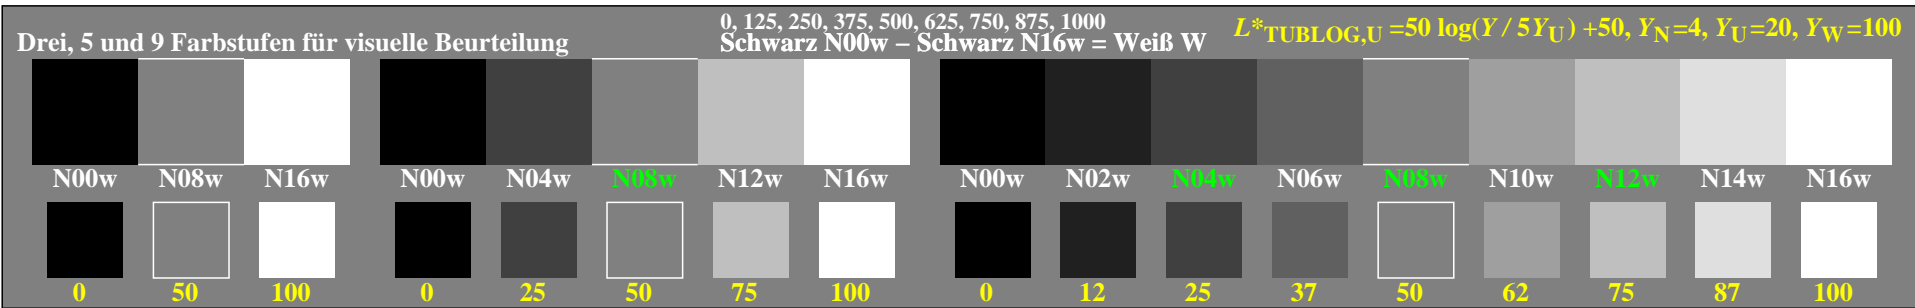 Drei, 5 und 9 Farbstufen für visuelle Beurteilung
0, 125, 250, 375, 500, 625, 750, 875, 1000
Schwarz N00w – Schwarz N16w = Weiß W
L*TUBLOG,U =50 log(Y / 5YU) +50, YN=4, YU=20, YW=100
N00w N08w N16w N00w N04w N08w N12w N16w N00w N02w N04w N06w N08w N10w N12w N14w N16w
0 50 100 0 25 50 75 100 0 12 25 37 50 62 75 87 100